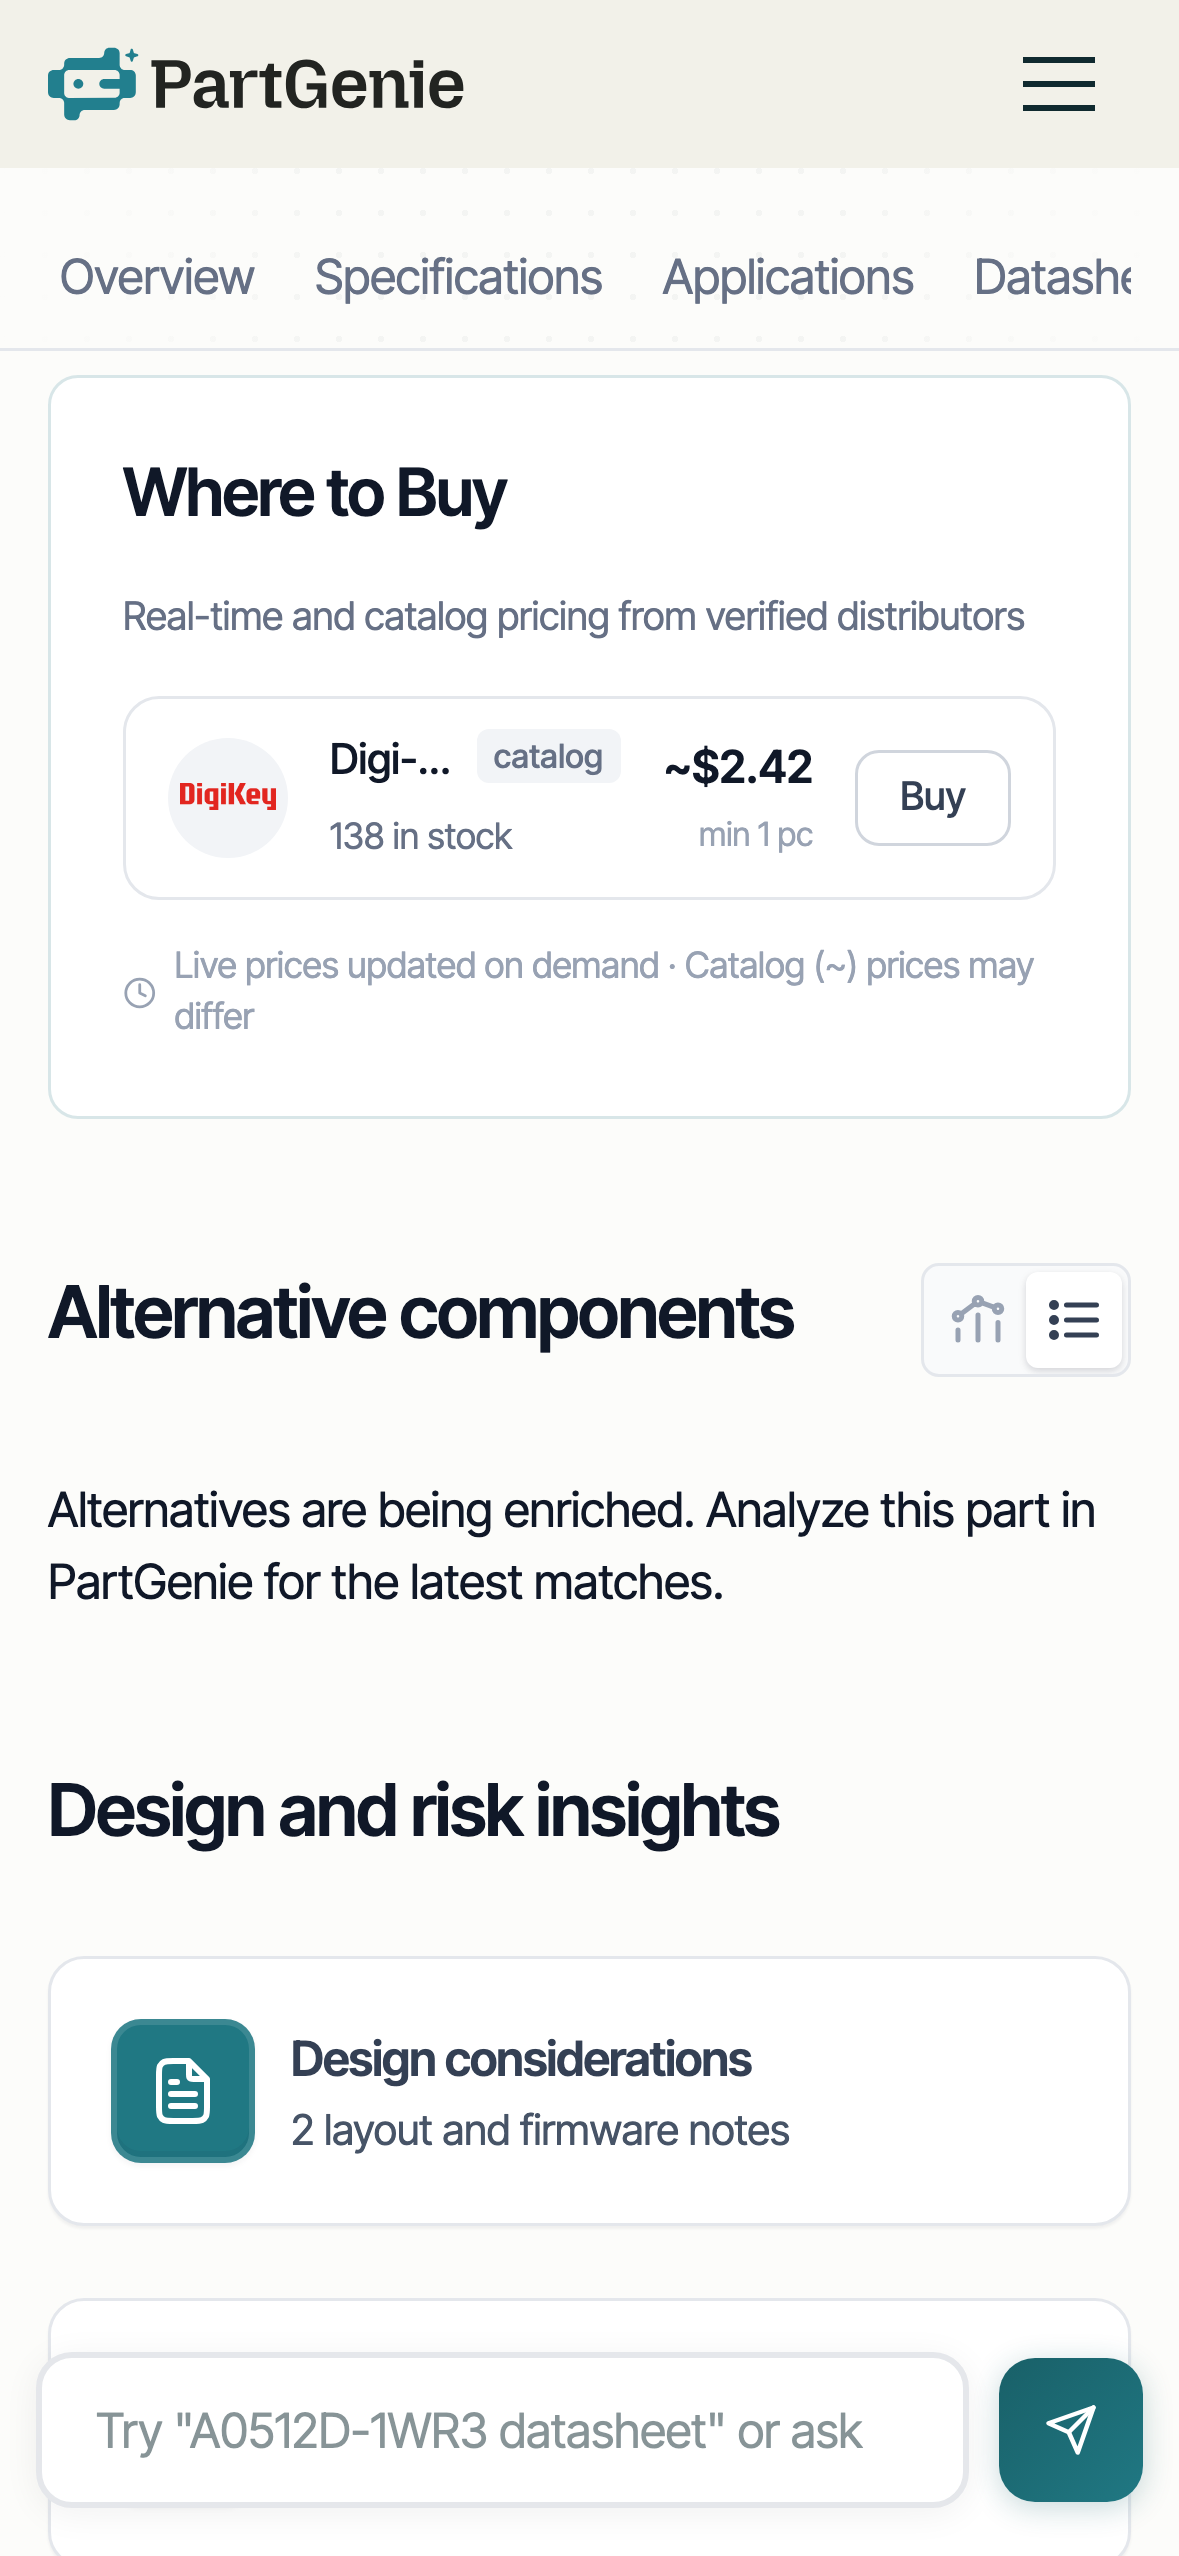 PartGenie
Overview Specifications Applications Datashe
Where to Buy
Real-time and catalog pricing from verified distributors
DigiKey
Digi-... catalog
138 in stock
~$2.42
min 1 pc
Buy
Live prices updated on demand · Catalog (~) prices may
differ
Alternative components
Alternatives are being enriched. Analyze this part in
PartGenie for the latest matches.
Design and risk insights
Design considerations
2 layout and firmware notes
Try "A0512D-1WR3 datasheet" or ask